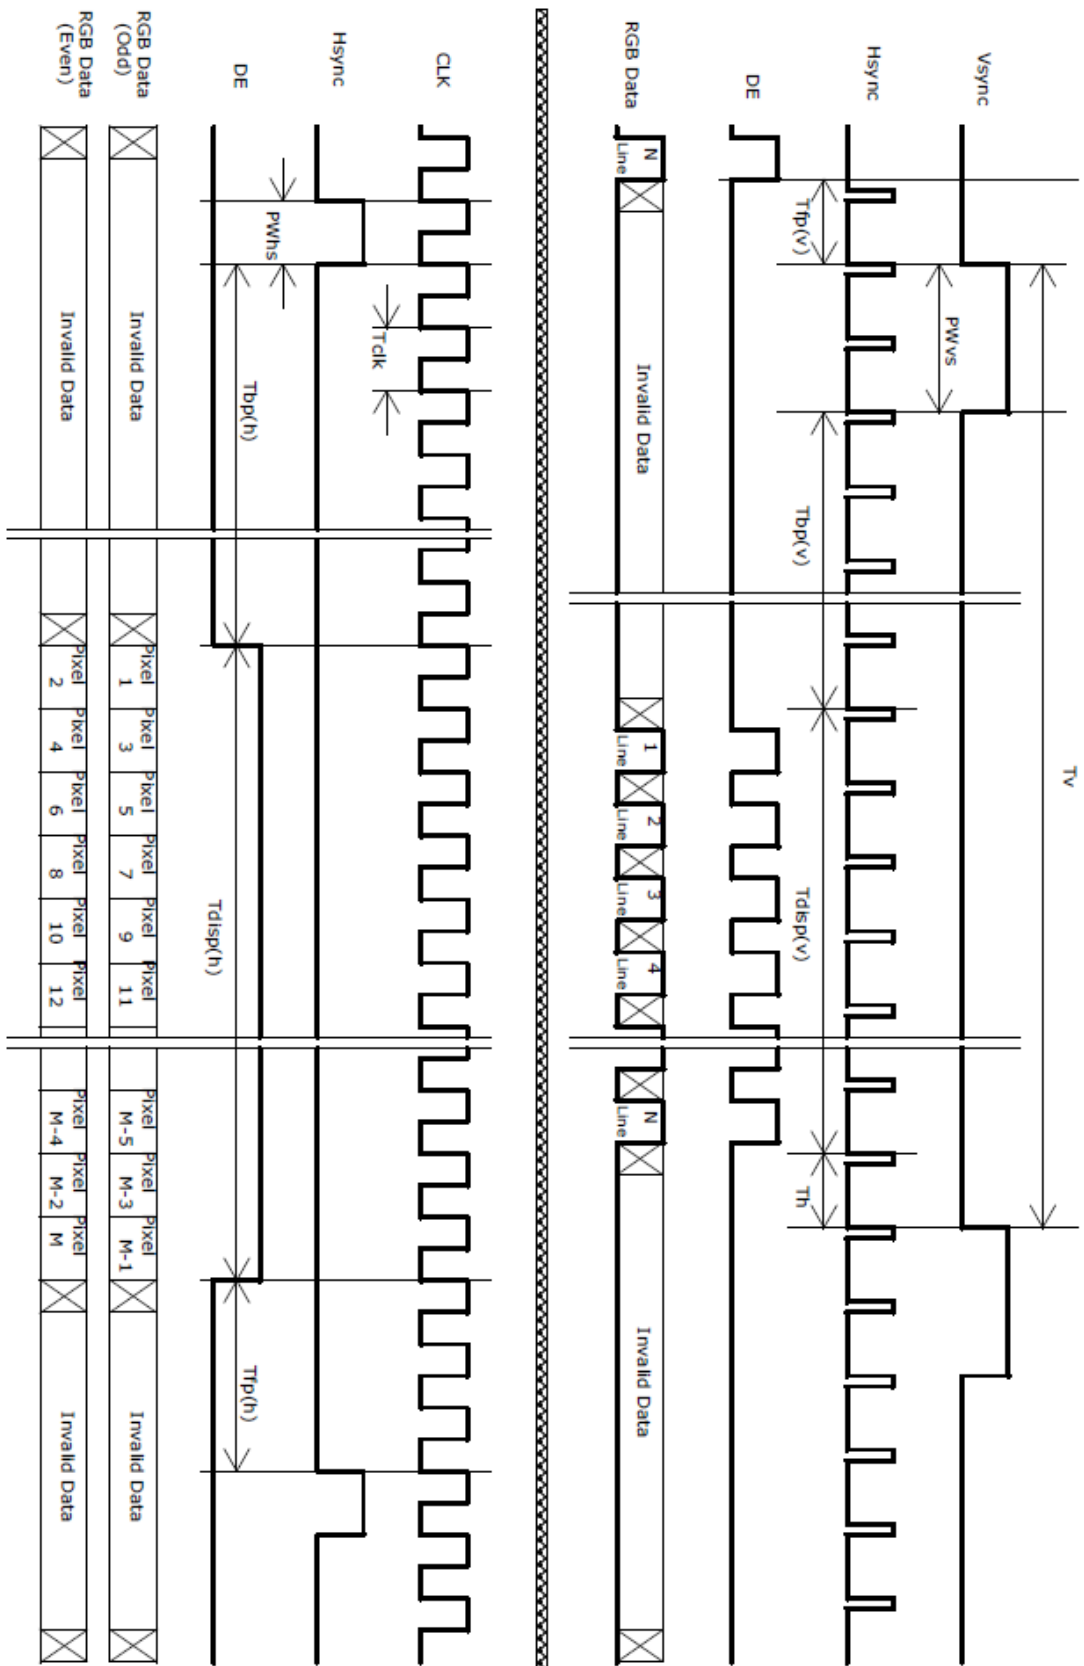 Vsync
Tv
PWvs
Hsync
Tfp(v)
Tbp(v)
Tdisp(v)
Th
DE
RGB Data
Line N
Invalid Data
Line 1
Line 2
Line 3
Line 4
Line N
Invalid Data
CLK
Tclk
Hsync
PWhs
DE
Tbp(h)
Tdisp(h)
Tfp(h)
RGB Data
(Odd)
Invalid Data
Pixel Pixel Pixel Pixel Pixel Pixel Pixel Pixel Pixel
1 3 5 7 9 11 M-5 M-3 M-1
Invalid Data
RGB Data
(Even)
Invalid Data
Pixel Pixel Pixel Pixel Pixel Pixel Pixel Pixel Pixel
2 4 6 8 10 12 M-4 M-2 M
Invalid Data